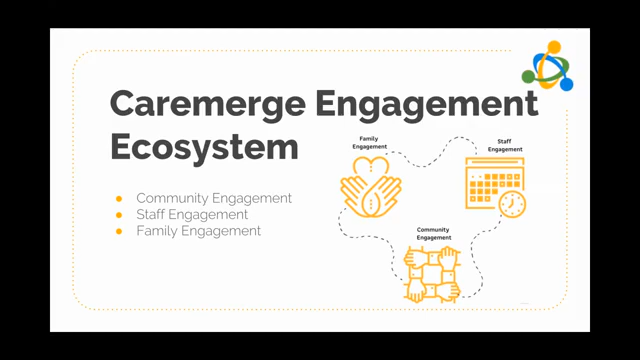 Caremerge Engagement
Ecosystem
Community Engagement
Staff Engagement
Family Engagement
Family
Engagement
Staff
Engagement
Community
Engagement